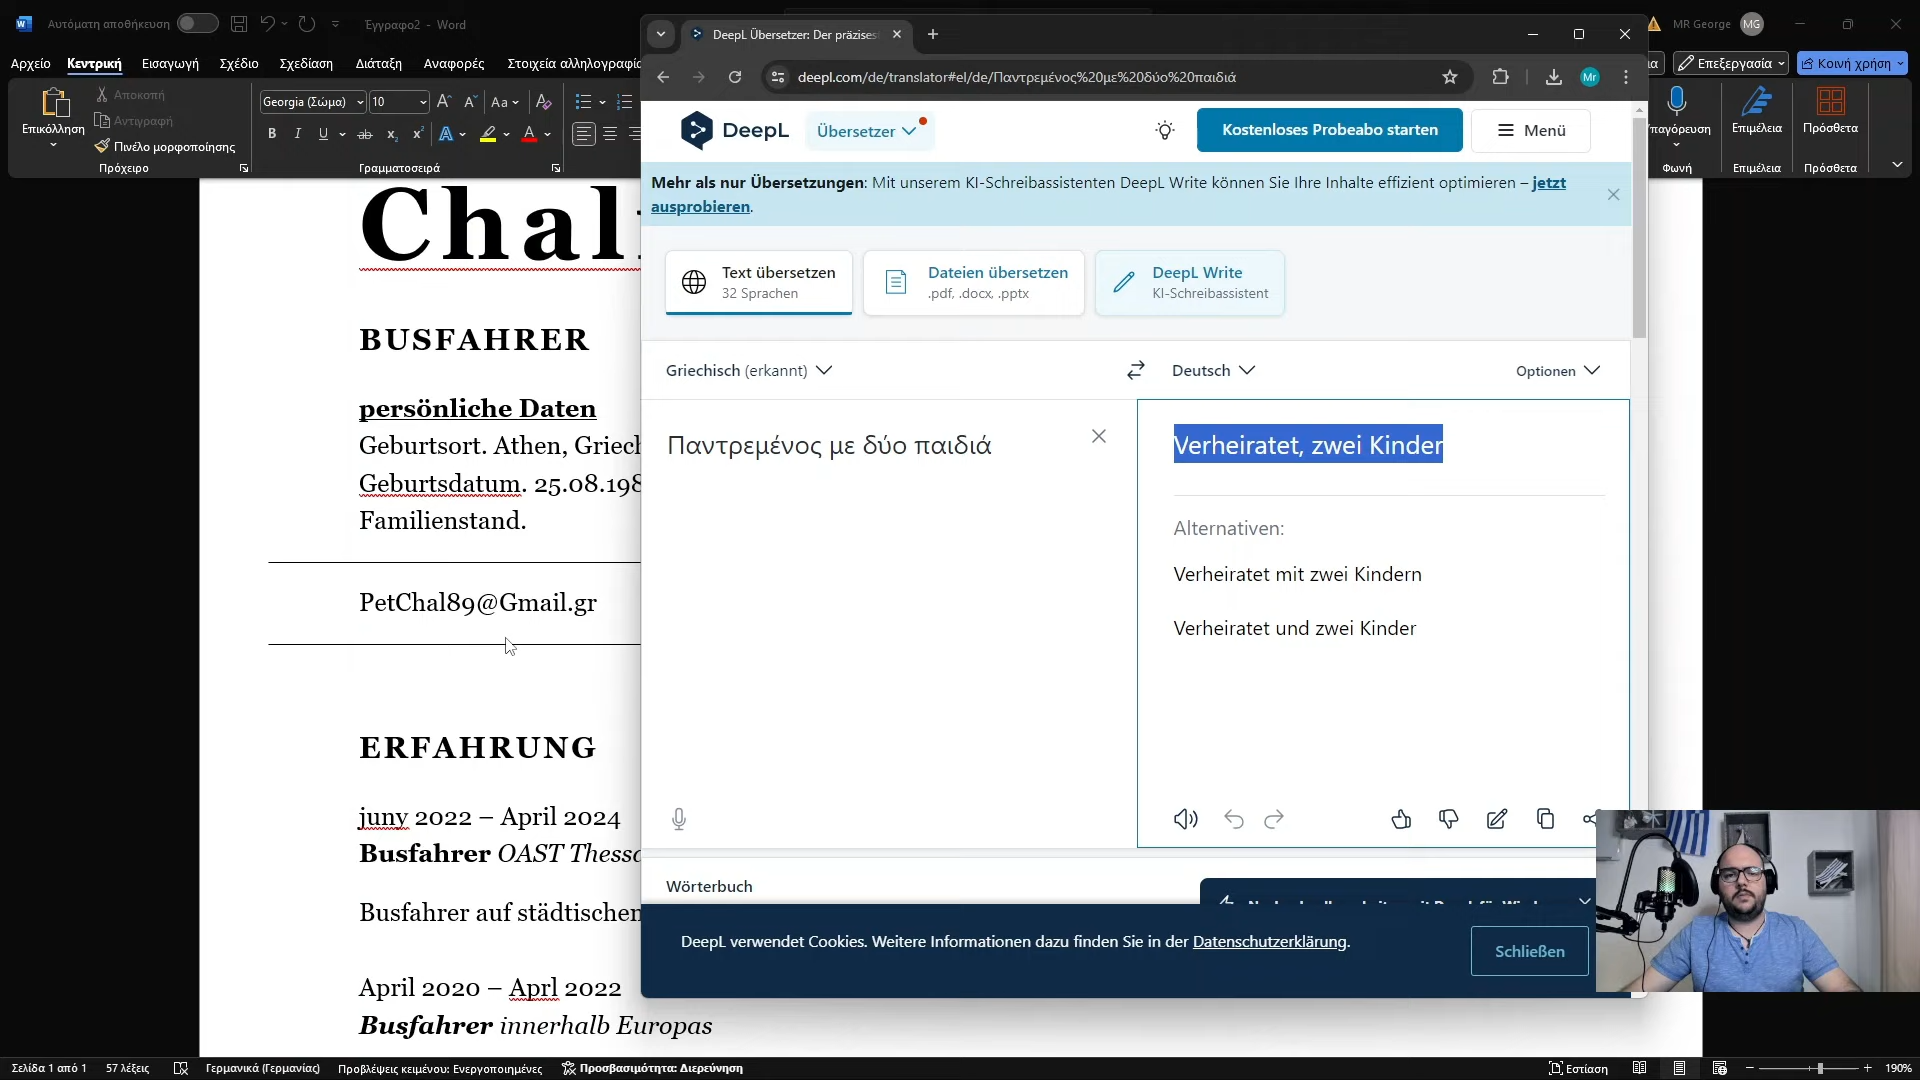 Αυτόματη αποθήκευση
Έγγραφο2 - Word
MR George
MG
Αρχείο
Κεντρική
Εισαγωγή
Σχέδιο
Σχεδίαση
Διάταξη
Αναφορές
Στοιχεία αλληλογραφία
Επεξεργασία
Κοινή χρήση
Επικόλληση
Αποκοπή
Αντιγραφή
Πινέλο μορφοποίησης
Πρόχειρο
Georgia (Σώμα)
10
Γραμματοσειρά
παγόρευση
Φωνή
Επιμέλεια
Επιμέλεια
Πρόσθετα
Πρόσθετα
Chal
BUSFAHRER
persönliche Daten
Geburtsort. Athen, Griech
Geburtsdatum. 25.08.198
Familienstand.
PetChal89@Gmail.gr
ERFAHRUNG
juny 2022 – April 2024
Busfahrer OAST Thess
Busfahrer auf städtischen
April 2020 – Aprl 2022
Busfahrer innerhalb Europas
DeepL Übersetzer: Der präzises
deepl.com/de/translator#el/de/Παντρεμένος%20με%20δύο%20παιδιά
Mr
DeepL
Übersetzer
Kostenloses Probeabo starten
Menü
Mehr als nur Übersetzungen: Mit unserem KI-Schreibassistenten DeepL Write können Sie Ihre Inhalte effizient optimieren – jetzt
ausprobieren.
Text übersetzen
32 Sprachen
Dateien übersetzen
.pdf, .docx, .pptx
DeepL Write
KI-Schreibassistent
Griechisch (erkannt)
Deutsch
Optionen
Παντρεμένος με δύο παιδιά
Verheiratet, zwei Kinder
Alternativen:
Verheiratet mit zwei Kindern
Verheiratet und zwei Kinder
Wörterbuch
DeepL verwendet Cookies. Weitere Informationen dazu finden Sie in der Datenschutzerklärung.
Schließen
Σελίδα 1 από 1
57 λέξεις
Γερμανικά (Γερμανίας)
Προβλέψεις κειμένου: Ενεργοποιημένες
Προσβασιμότητα: Διερεύνηση
Εστίαση
190%